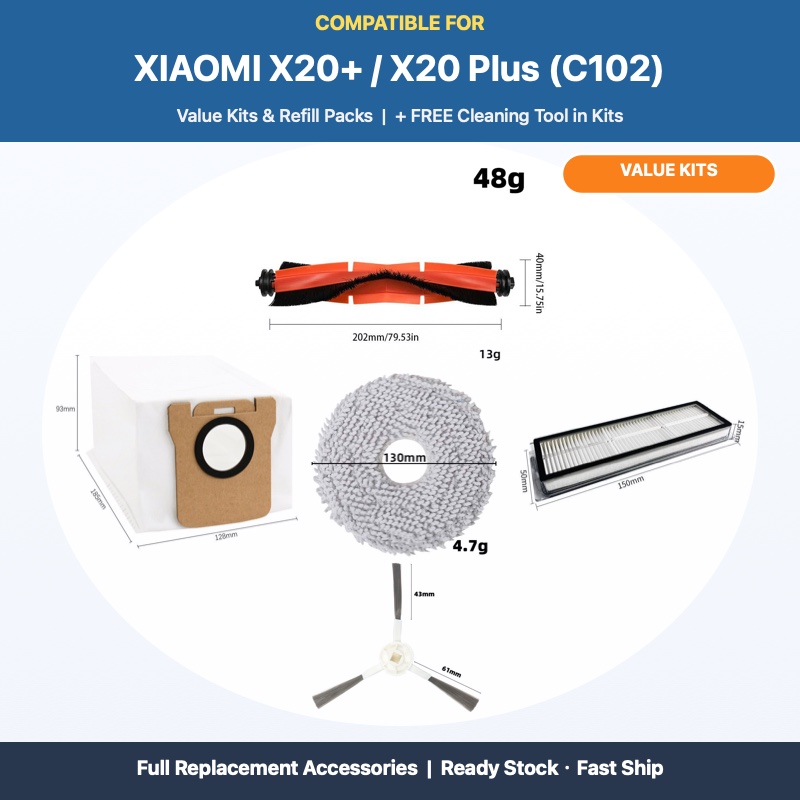 COMPATIBLE FOR
XIAOMI X20+ / X20 Plus (C102)
Value Kits & Refill Packs | + FREE Cleaning Tool in Kits
48g
VALUE KITS
40mm/15.75in
202mm/79.53in
13g
93mm
185mm
128mm
130mm
15mm
50mm
150mm
4.7g
43mm
61mm
Full Replacement Accessories | Ready Stock · Fast Ship